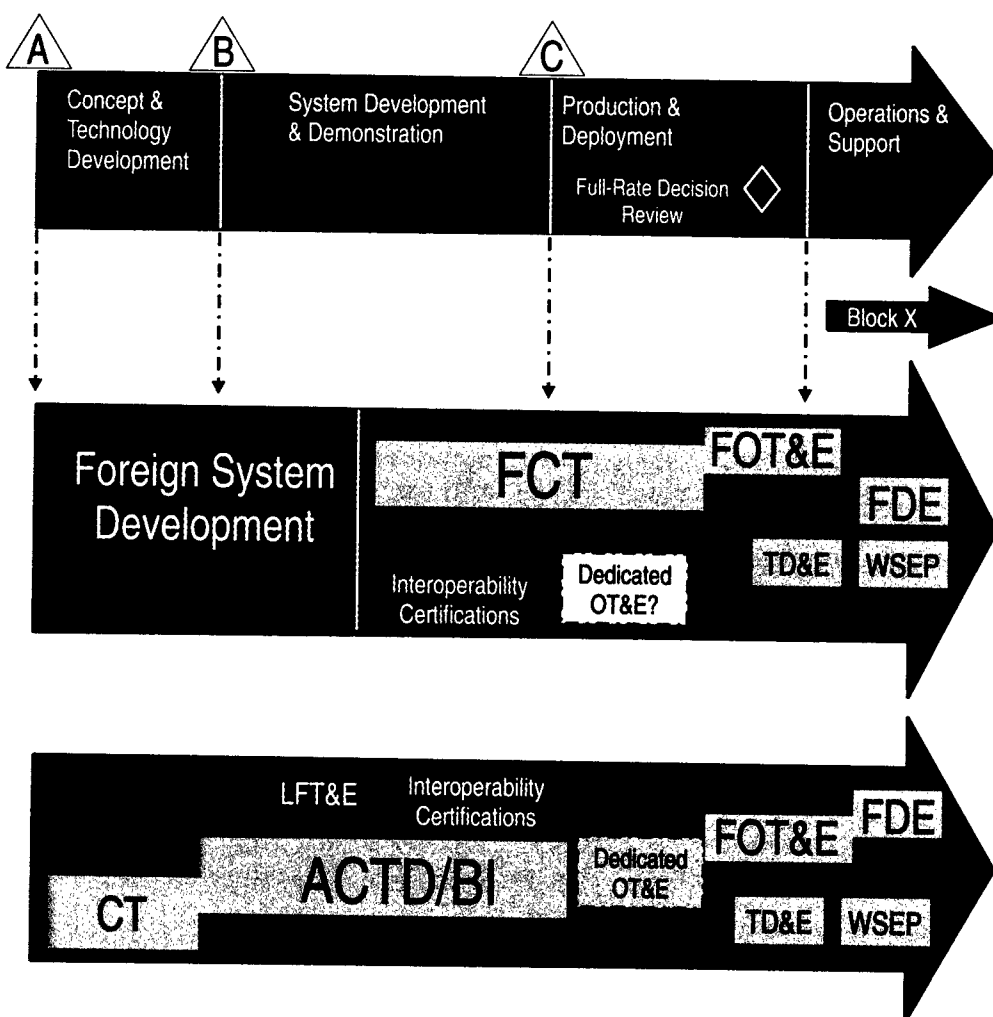 A
B
C
Concept &
Technology
Development
System Development
& Demonstration
Production &
Deployment
Full-Rate Decision
Review
Operations &
Support
Block X
Foreign System
Development
FCT
FOT&E
FDE
Interoperability
Certifications
Dedicated
OT&E?
TD&E
WSEP
LFT&E
Interoperability
Certifications
CT
ACTD/BI
Dedicated
OT&E
FOT&E
FDE
TD&E
WSEP